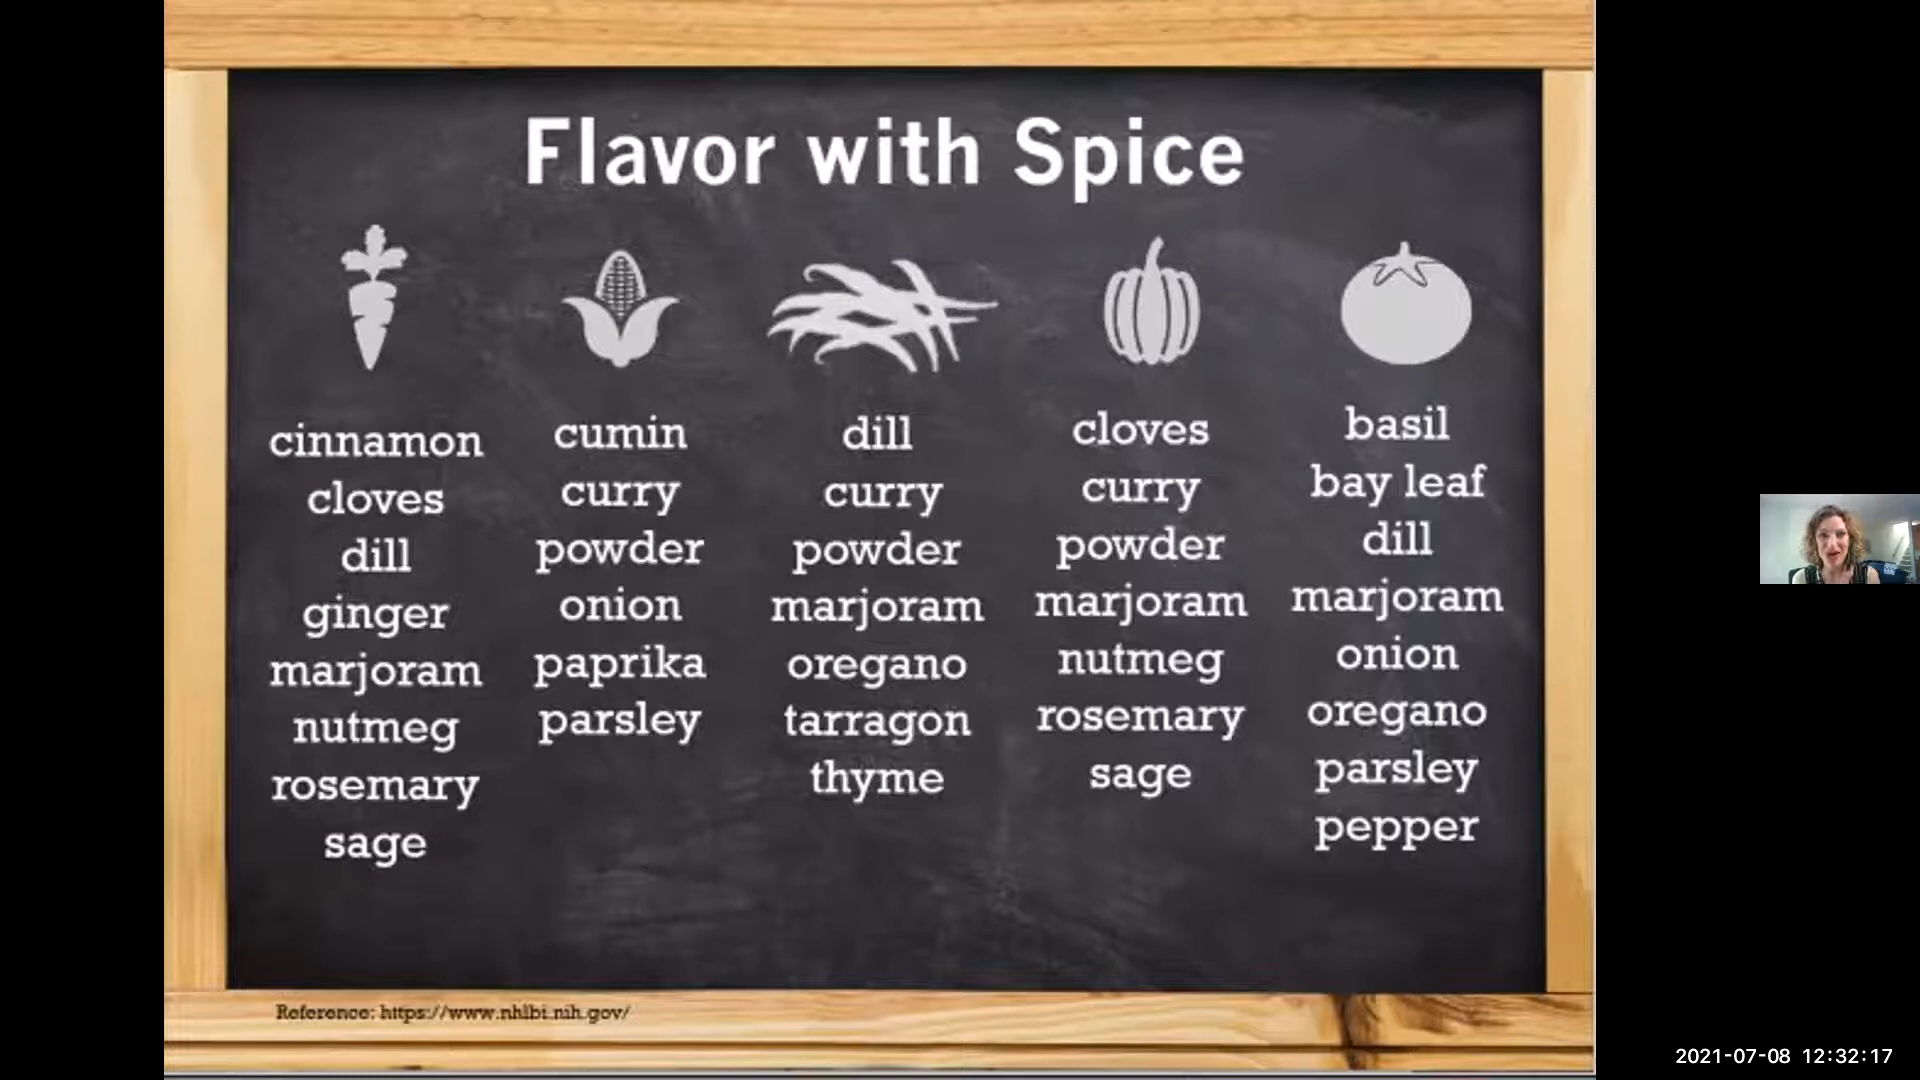 Flavor with Spice
cinnamon
cloves
dill
ginger
marjoram
nutmeg
rosemary
sage
cumin
curry
powder
onion
paprika
parsley
dill
curry
powder
marjoram
oregano
tarragon
thyme
cloves
curry
powder
marjoram
nutmeg
rosemary
sage
basil
bay leaf
dill
marjoram
onion
oregano
parsley
pepper
Reference: https://www.nhlbi.nih.gov/
2021-07-08 12:32:17